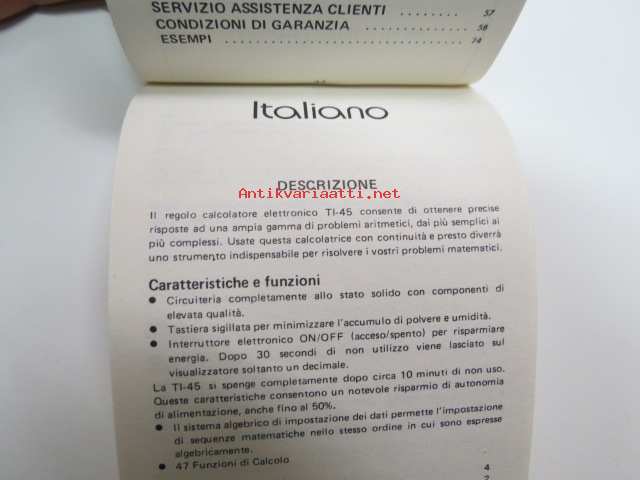 SERVIZIO ASSISTENZA CLIENTI ........ 57
CONDIZIONI DI GARANZIA ................ 58
ESEMPI ................................ 74
Italiano
DESCRIZIONE
Antikvariaatti.net
Il regolo calcolatore elettronico TI-45 consente di ottenere precise
risposte ad una ampia gamma di problemi aritmetici, dai più semplici ai
più complessi. Usate questa calcolatrice con continuità e presto diverrà
uno strumento indispensabile per risolvere i vostri problemi matematici.
Caratteristiche e funzioni
● Circuiteria completamente allo stato solido con componenti di
elevata qualità.
● Tastiera sigillata per minimizzare l'accumulo di polvere e umidità.
● Interruttore elettronico ON/OFF (acceso/spento) per risparmiare
energia. Dopo 30 secondi di non utilizzo viene lasciato sul
visualizzatore soltanto un decimale.
La TI-45 si spenge completamente dopo circa 10 minuti di non uso.
Queste caratteristiche consentono un notevole risparmio di autonomia
di alimentazione, anche fino al 50%.
● Il sistema algebrico di impostazione dei dati permette l'impostazione
di sequenze matematiche nello stesso ordine in cui sono espresse
algebricamente.
● 47 Funzioni di Calcolo
4